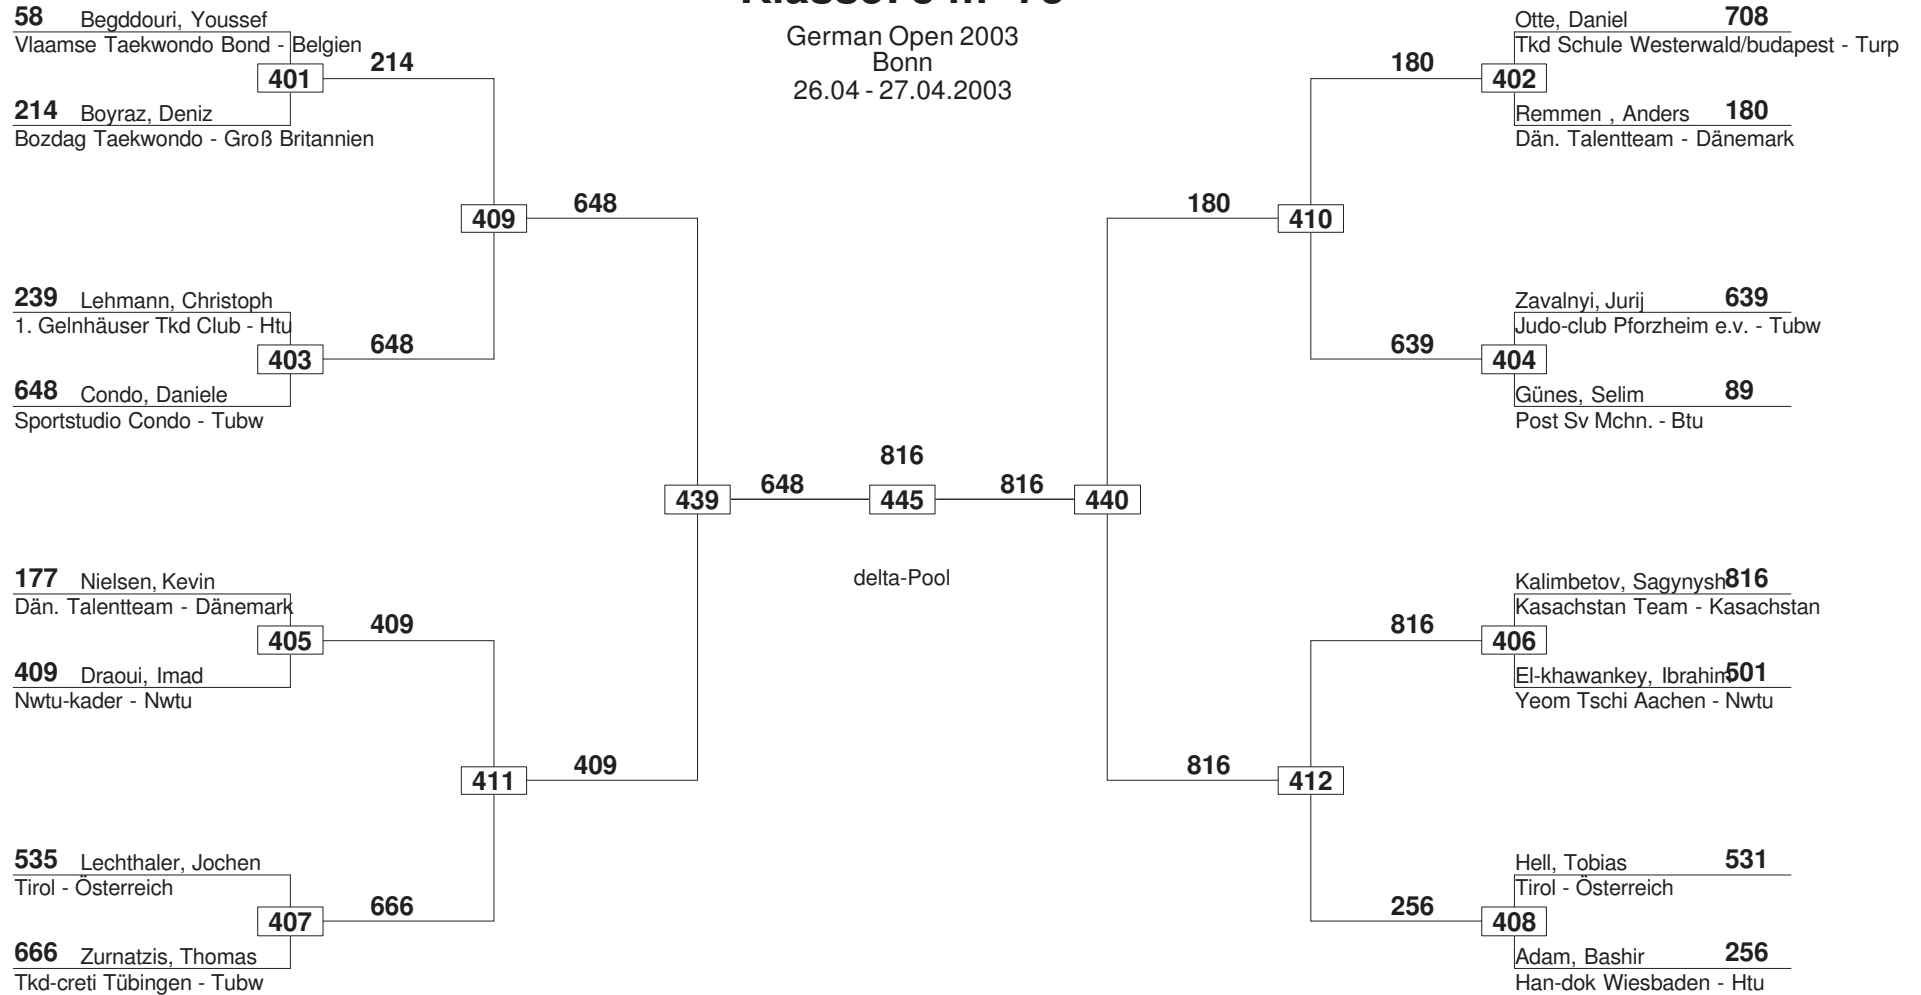 58 Begddouri, Youssef
Vlaamse Taekwondo Bond - Belgien
401
214
214 Boyraz, Deniz
Bozdag Taekwondo - Groß Britannien
409
648
239 Lehmann, Christoph
1. Gelnhäuser Tkd Club - Htu
403
648
648 Condo, Daniele
Sportstudio Condo - Tubw
177 Nielsen, Kevin
Dän. Talentteam - Dänemark
405
409
409 Draoui, Imad
Nwtu-kader - Nwtu
411
409
535 Lechthaler, Jochen
Tirol - Österreich
407
666
666 Zurnatzis, Thomas
Tkd-creti Tübingen - Tubw
German Open 2003
Bonn
26.04 - 27.04.2003
816
439 648 445 816 440
delta-Pool
Otte, Daniel 708
Tkd Schule Westerwald/budapest - Turp
180
402
Remmen , Anders 180
Dän. Talentteam - Dänemark
180
410
Zavalnyi, Jurij 639
Judo-club Pforzheim e.v. - Tubw
639
404
Günes, Selim 89
Post Sv Mchn. - Btu
Kalimbetov, Sagynysh 816
Kasachstan Team - Kasachstan
816
406
El-khawankey, Ibrahim 501
Yeom Tschi Aachen - Nwtu
816
412
Hell, Tobias 531
Tirol - Österreich
256
408
Adam, Bashir 256
Han-dok Wiesbaden - Htu